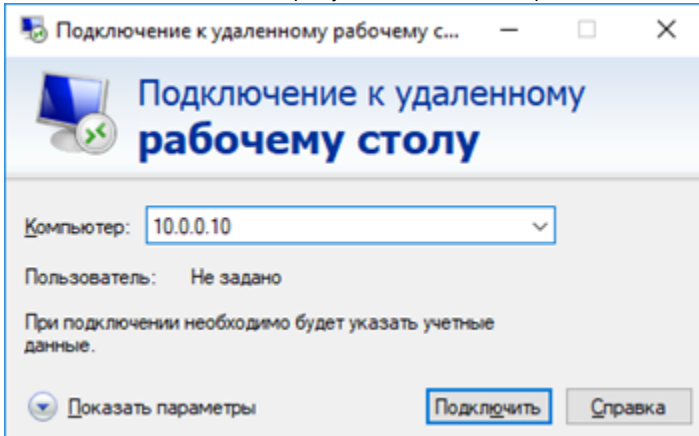 Подключение к удаленному рабочему с...
Подключение к удаленному
рабочему столу
Компьютер: 10.0.0.10
Пользователь: Не задано
При подключении необходимо будет указать учетные
данные.
Показать параметры Подключить Справка